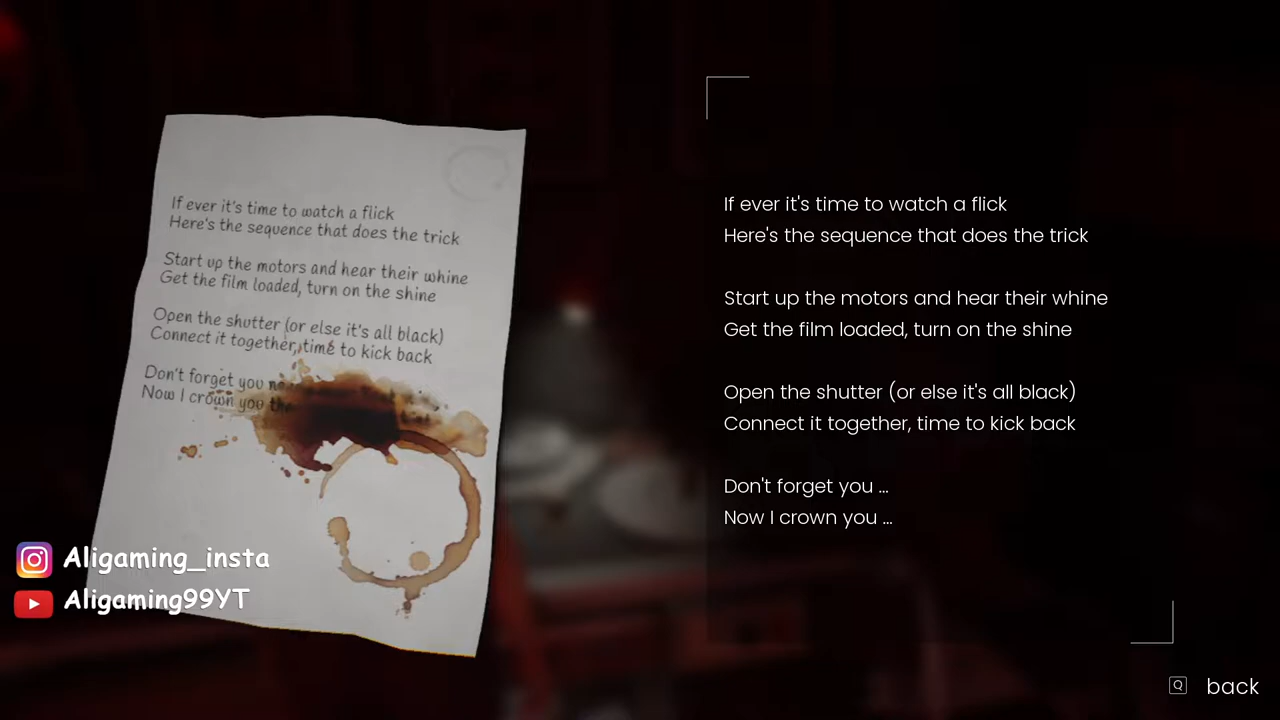 If ever it's time to watch a flick
Here's the sequence that does the trick
Start up the motors and hear their whine
Get the film loaded, turn on the shine
Open the shutter (or else it's all black)
Connect it together, time to kick back
Don't forget you
Now I crown you the
Aligaming_insta
Aligaming99YT
If ever it's time to watch a flick
Here's the sequence that does the trick
Start up the motors and hear their whine
Get the film loaded, turn on the shine
Open the shutter (or else it's all black)
Connect it together, time to kick back
Don't forget you ...
Now I crown you ...
Q back